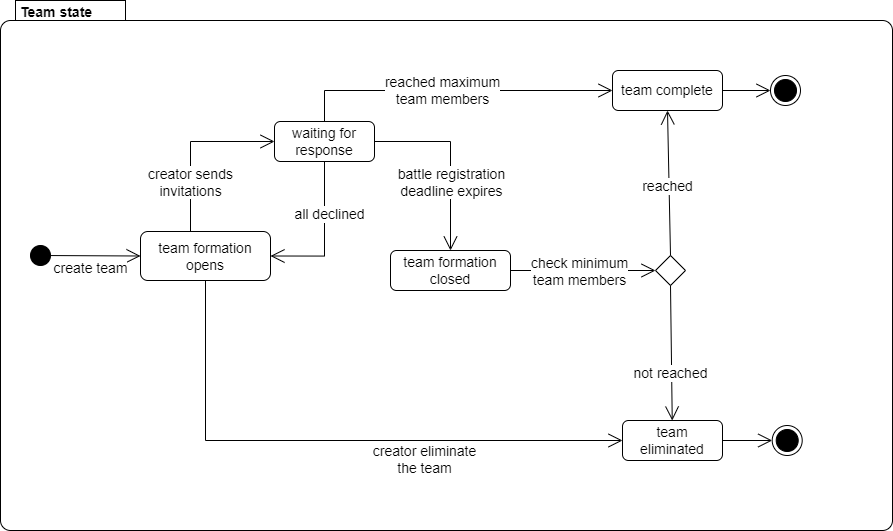 Team state
reached maximum
team members
team complete
waiting for
response
creator sends
invitations
battle registration
deadline expires
reached
all declined
team formation
opens
create team
team formation
closed
check minimum
team members
not reached
team
eliminated
creator eliminate
the team